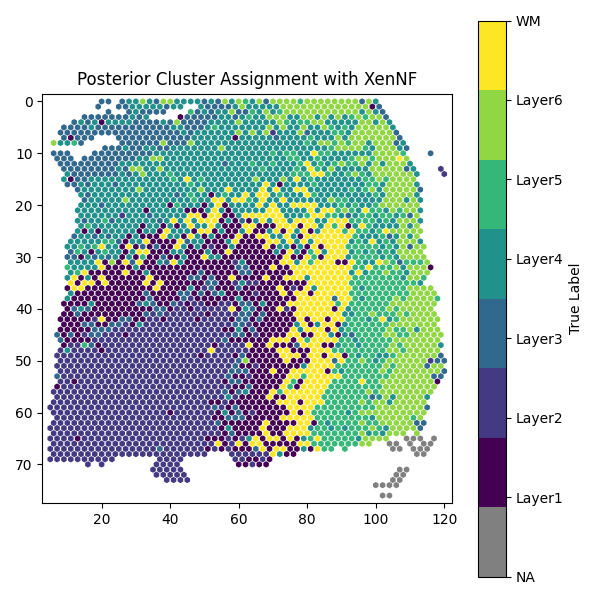 Posterior Cluster Assignment with XenNF
0
10
20
30
40
50
60
70
20
40
60
80
100
120
WM
Layer6
Layer5
Layer4
Layer3
Layer2
Layer1
NA
True Label